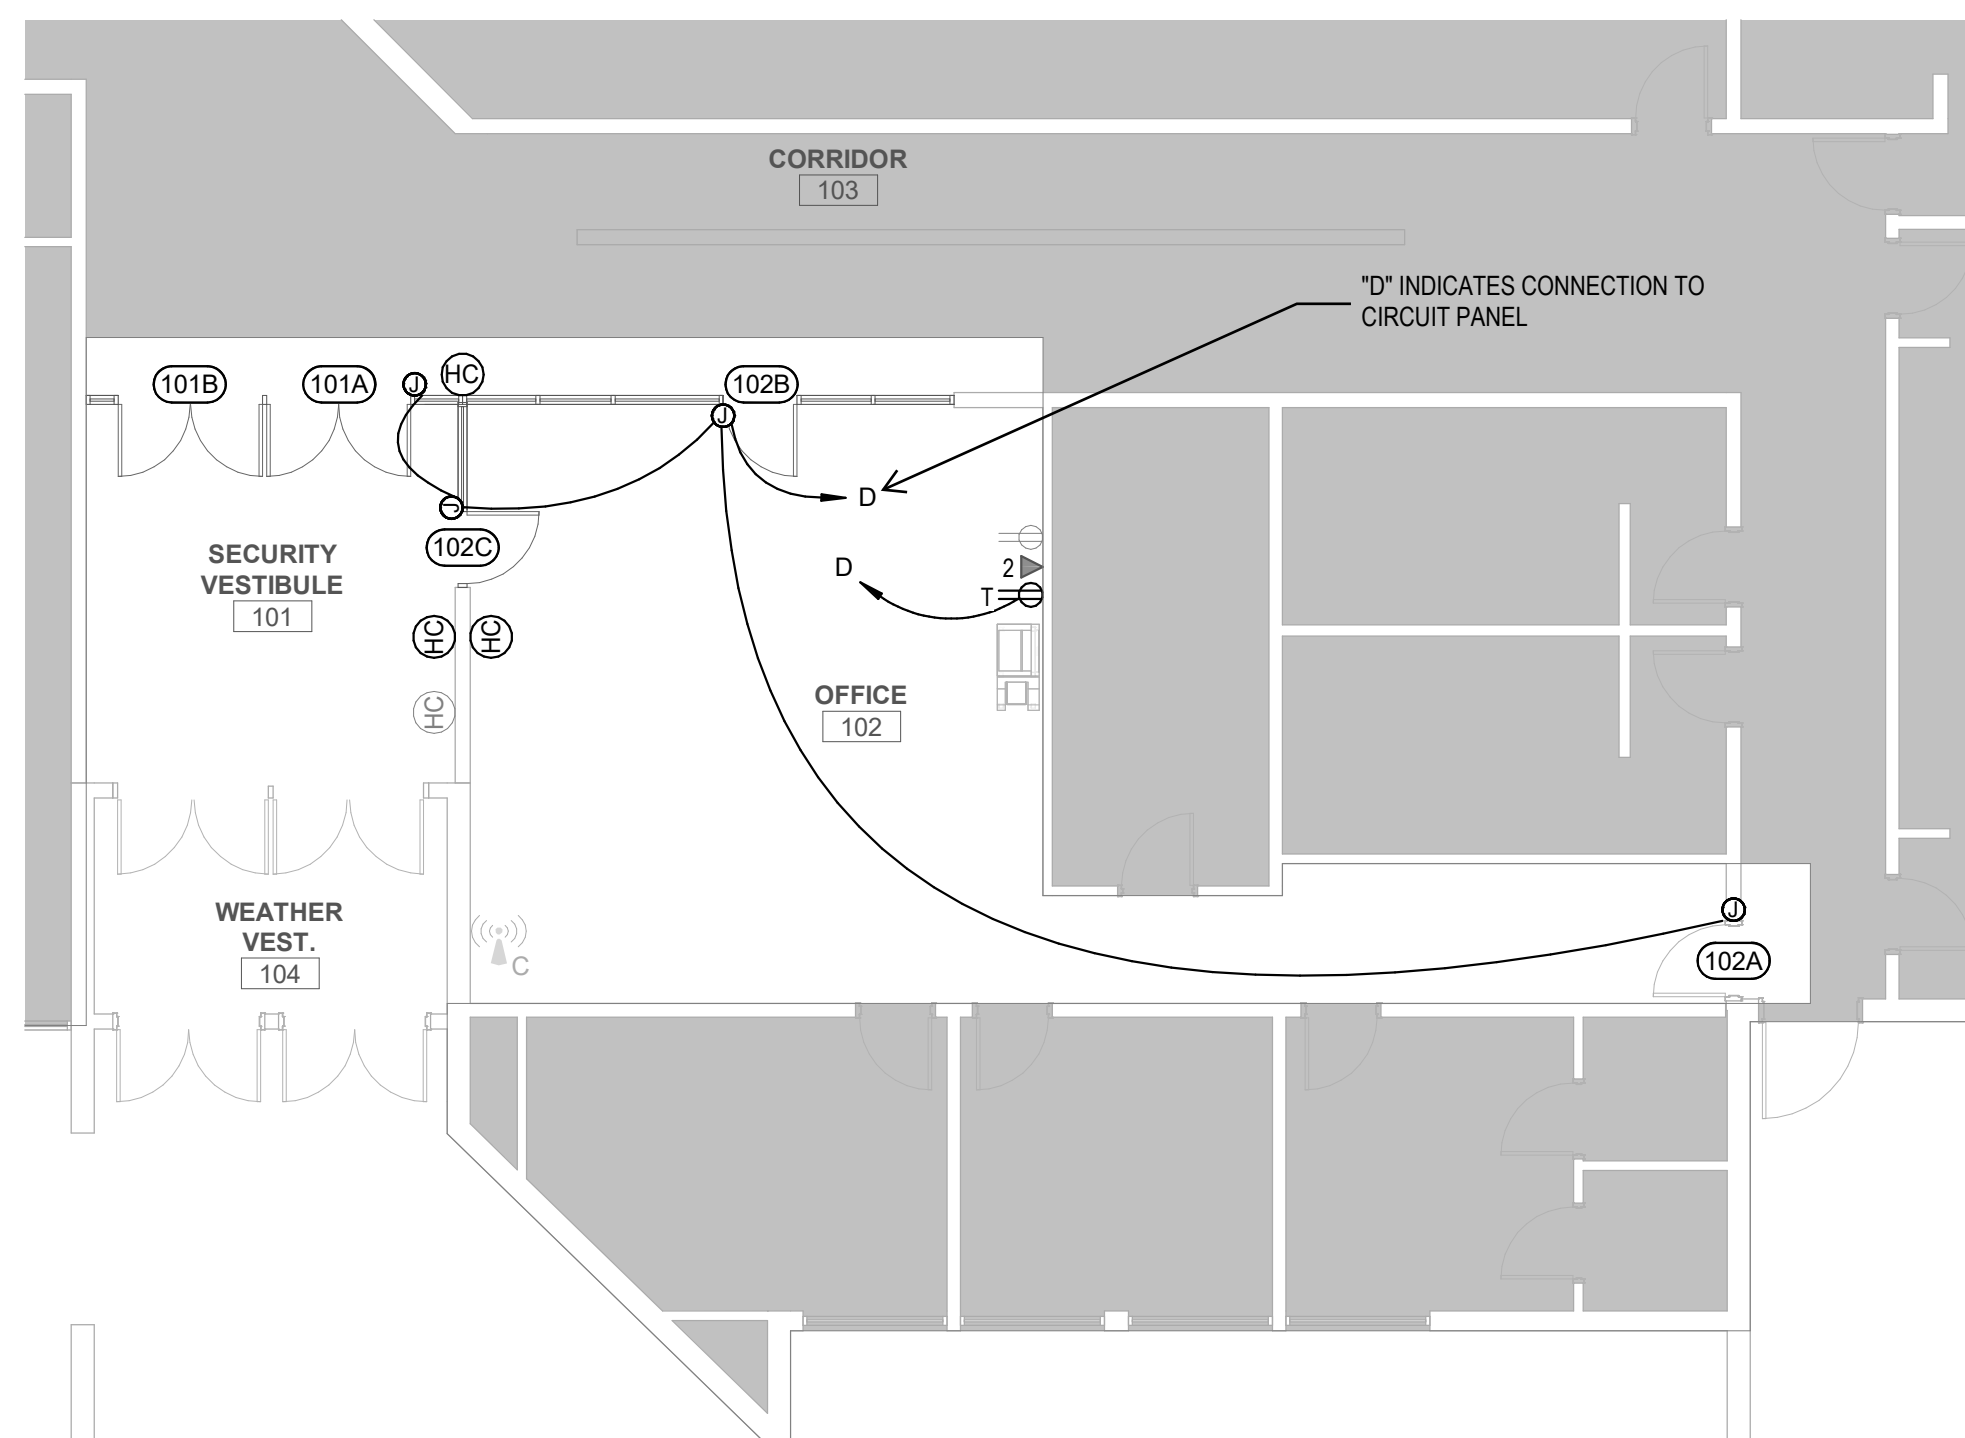 CORRIDOR
103
"D" INDICATES CONNECTION TO
CIRCUIT PANEL
101B
101A
J
HC
102B
J
D
J
102C
SECURITY
VESTIBULE
101
D
2
T
HC
HC
HC
OFFICE
102
WEATHER
VEST.
104
C
J
102A